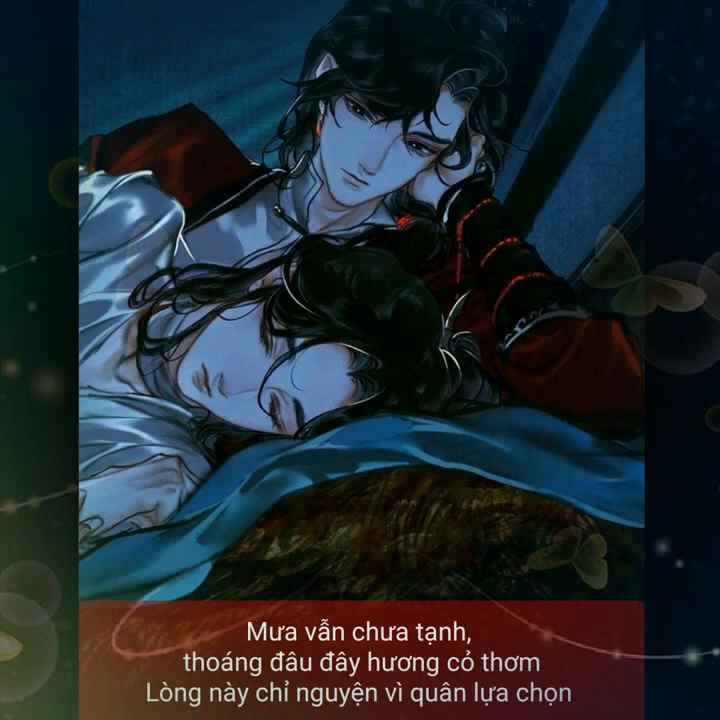 Mưa vẫn chưa tạnh,
thoáng đâu đây hương cỏ thơm
Lòng này chỉ nguyện vì quân lựa chọn